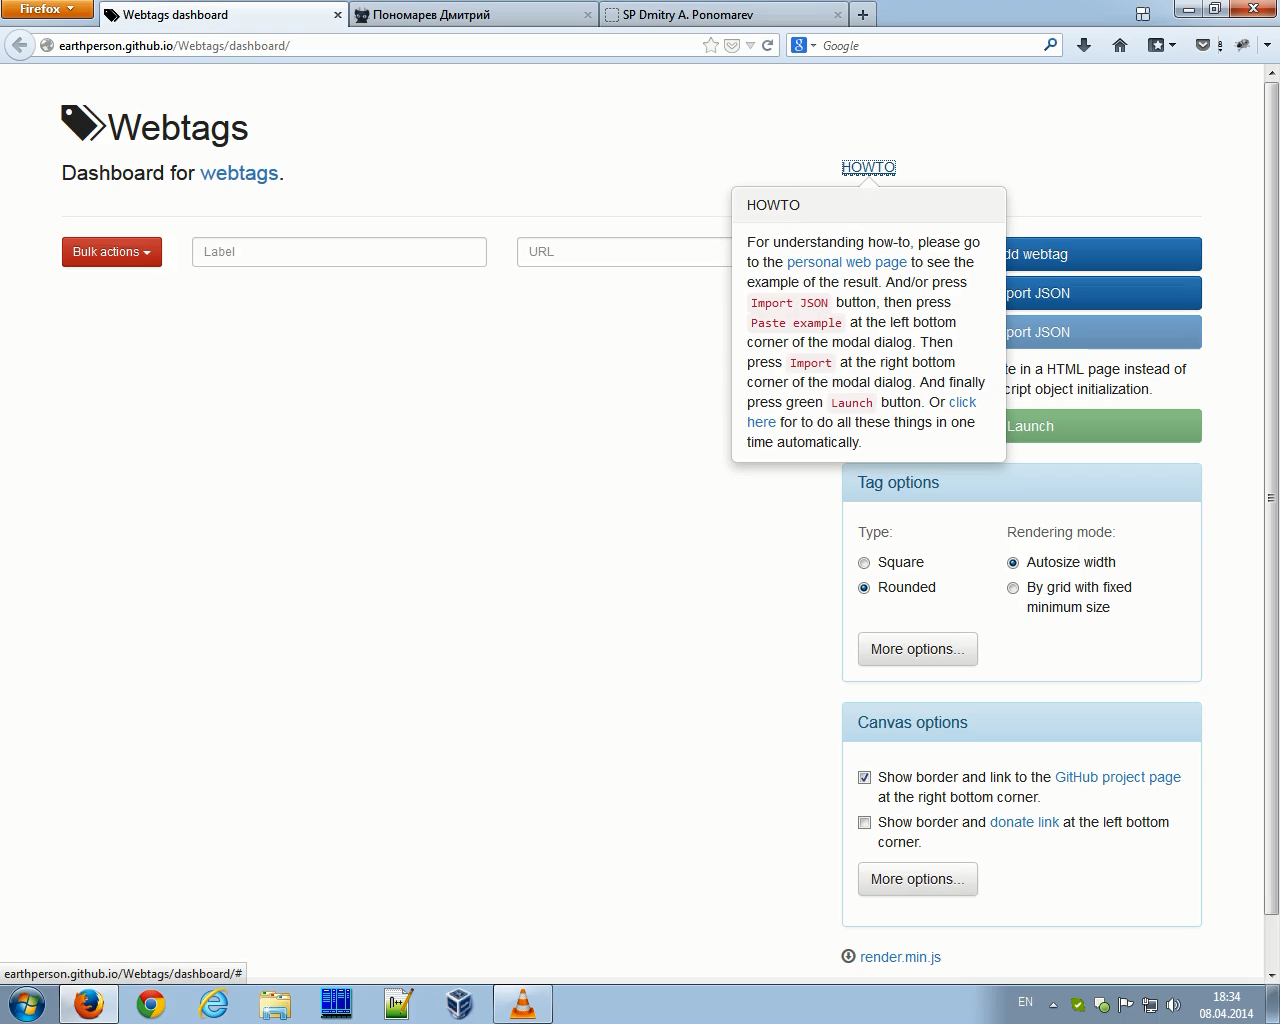 Firefox
Webtags dashboard
Пономарев Дмитрий
SP Dmitry A. Ponomarev
earthperson.github.io/Webtags/dashboard/
Google
Webtags
Dashboard for webtags.
HOWTO
HOWTO
For understanding how-to, please go
to the personal web page to see the
example of the result. And/or press
Import JSON button, then press
Paste example at the left bottom
corner of the modal dialog. Then
press Import at the right bottom
corner of the modal dialog. And finally
press green Launch button. Or click
here for to do all these things in one
time automatically.
Bulk actions
Label
URL
dd webtag
port JSON
port JSON
te in a HTML page instead of
cript object initialization.
Launch
Tag options
Type:
Rendering mode:
Square
Autosize width
Rounded
By grid with fixed
minimum size
More options...
Canvas options
Show border and link to the GitHub project page
at the right bottom corner.
Show border and donate link at the left bottom
corner.
More options...
render.min.js
earthperson.github.io/Webtags/dashboard/#
EN
18:34
08.04.2014